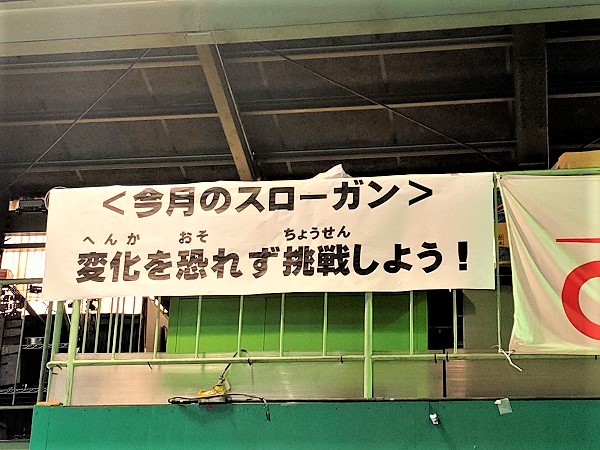 ＜今月のスローガン＞
へんか おそ ちょうせん
変化を恐れず挑戦しよう！